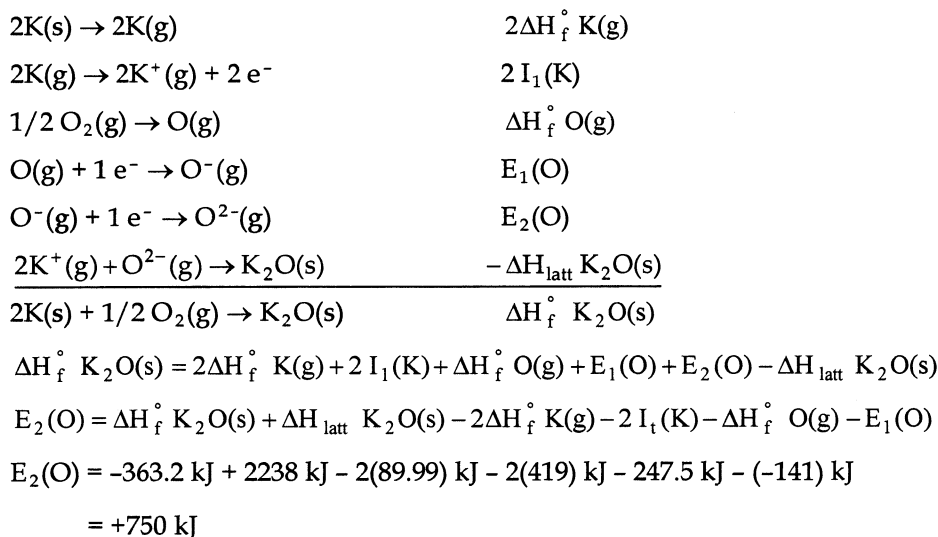 2K(s) → 2K(g) 2ΔH°f K(g)
2K(g) → 2K⁺(g) + 2 e⁻ 2 I₁(K)
1/2 O₂(g) → O(g) ΔH°f O(g)
O(g) + 1 e⁻ → O⁻(g) E₁(O)
O⁻(g) + 1 e⁻ → O²⁻(g) E₂(O)
2K⁺(g) + O²⁻(g) → K₂O(s) −ΔHlatt K₂O(s)
2K(s) + 1/2 O₂(g) → K₂O(s) ΔH°f K₂O(s)
ΔH°f K₂O(s) = 2ΔH°f K(g) + 2 I₁(K) + ΔH°f O(g) + E₁(O) + E₂(O) − ΔHlatt K₂O(s)
E₂(O) = ΔH°f K₂O(s) + ΔHlatt K₂O(s) − 2ΔH°f K(g) − 2 It(K) − ΔH°f O(g) − E₁(O)
E₂(O) = −363.2 kJ + 2238 kJ − 2(89.99) kJ − 2(419) kJ − 247.5 kJ − (−141) kJ
= +750 kJ